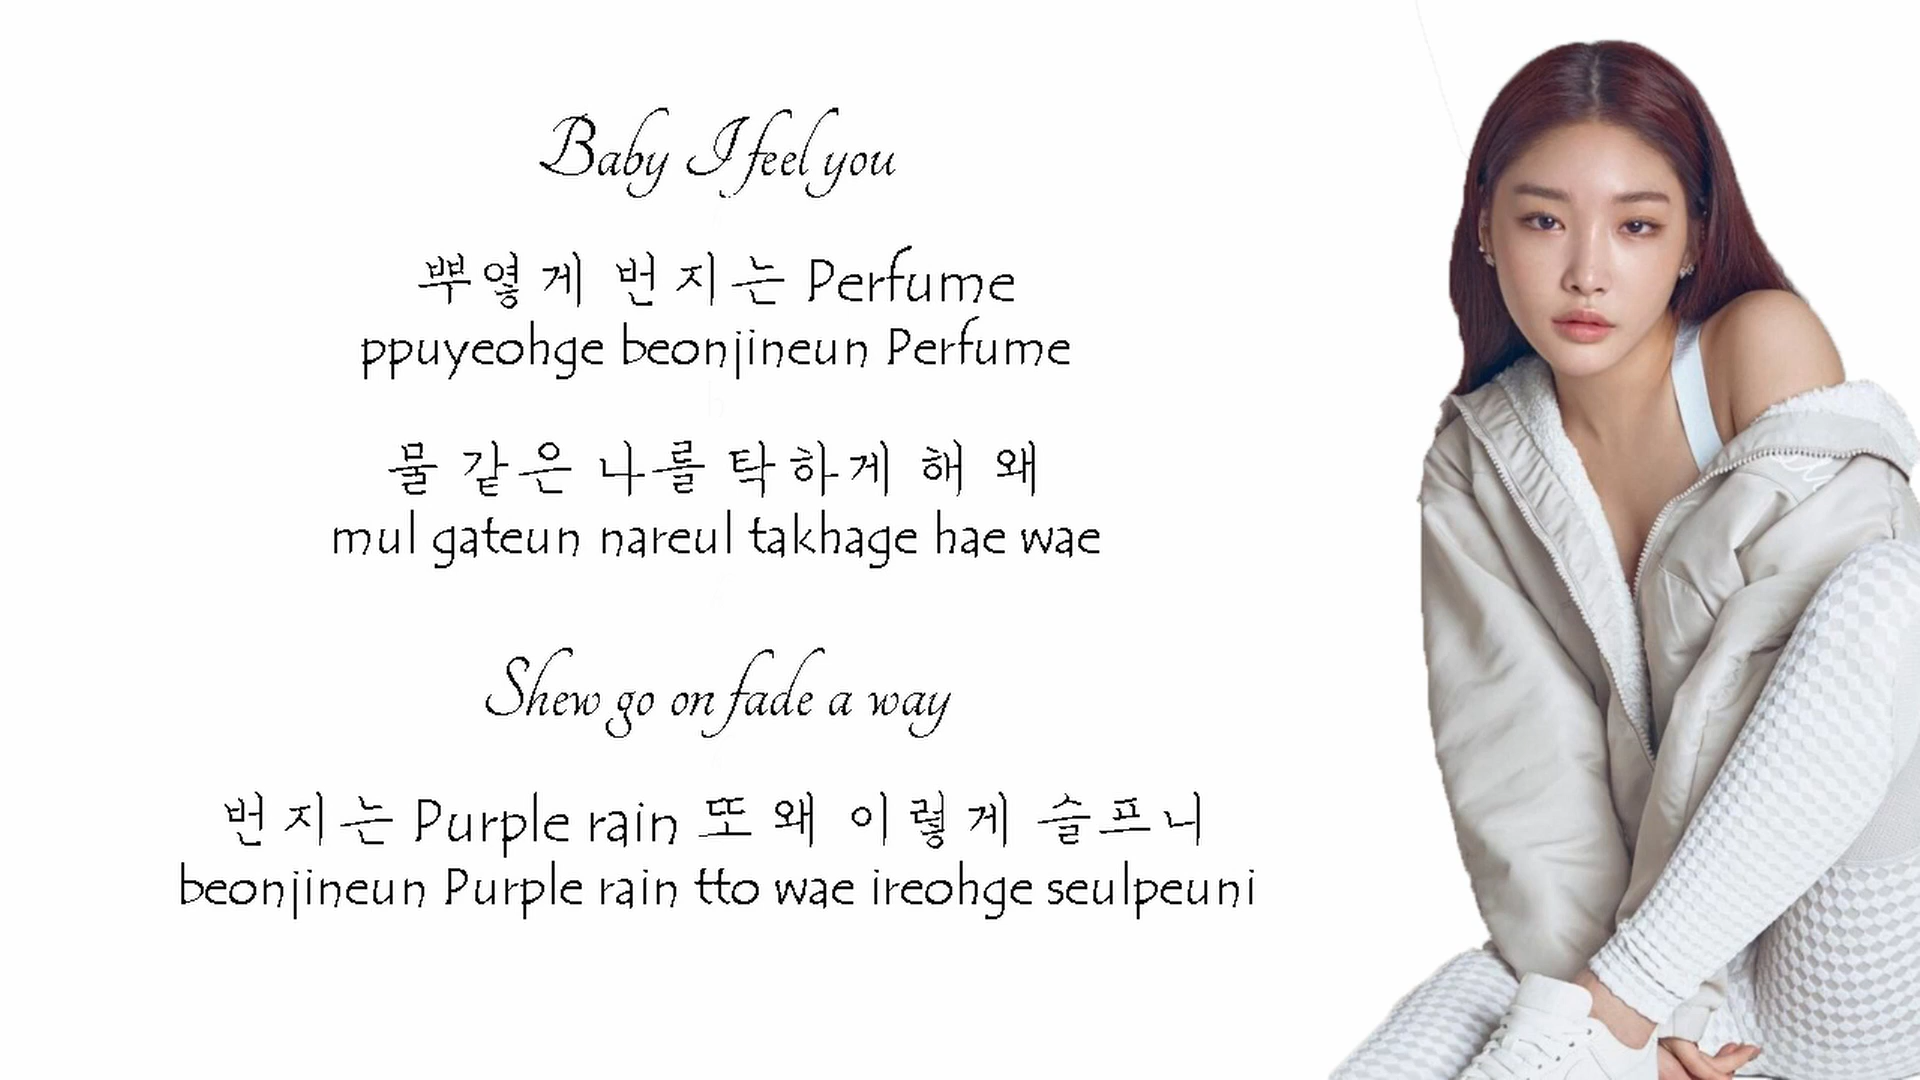 Baby I feel you
뿌옇게 번지는 Perfume
ppuyeohge beonjineun Perfume
물 같은 나를 탁하게 해 왜
mul gateun nareul takhage hae wae
Shew go on fade a way
번지는 Purple rain 또 왜 이렇게 슬프니
beonjineun Purple rain tto wae ireohge seulpeuni